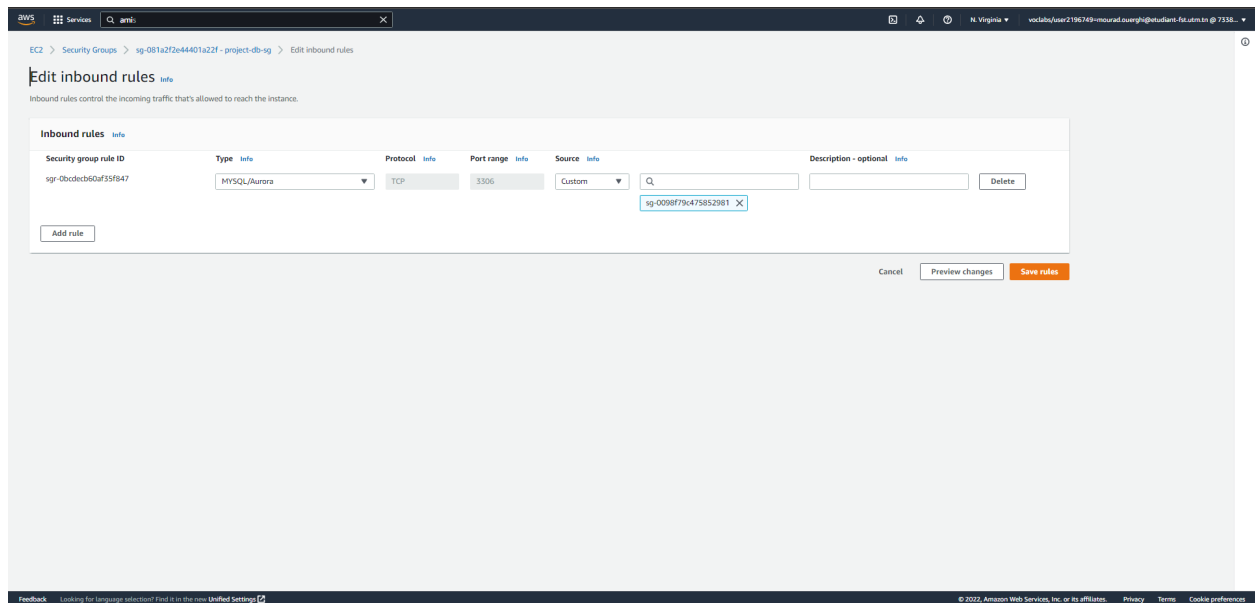 aws Services amis N. Virginia voclabs/user2196749=mourad.ouerghi@etudiant-fst.utm.tn @ 7338...
EC2 > Security Groups > sg-081a2f2e44401a22f - project-db-sg > Edit inbound rules
Edit inbound rules Info
Inbound rules control the incoming traffic that's allowed to reach the instance.
Inbound rules Info
Security group rule ID Type Info Protocol Info Port range Info Source Info Description - optional Info
sgr-0bcdecb60af35f847 MYSQL/Aurora TCP 3306 Custom Delete
sg-0098f79c475852981
Add rule
Cancel Preview changes Save rules
Feedback Looking for language selection? Find it in the new Unified Settings © 2022, Amazon Web Services, Inc. or its affiliates. Privacy Terms Cookie preferences